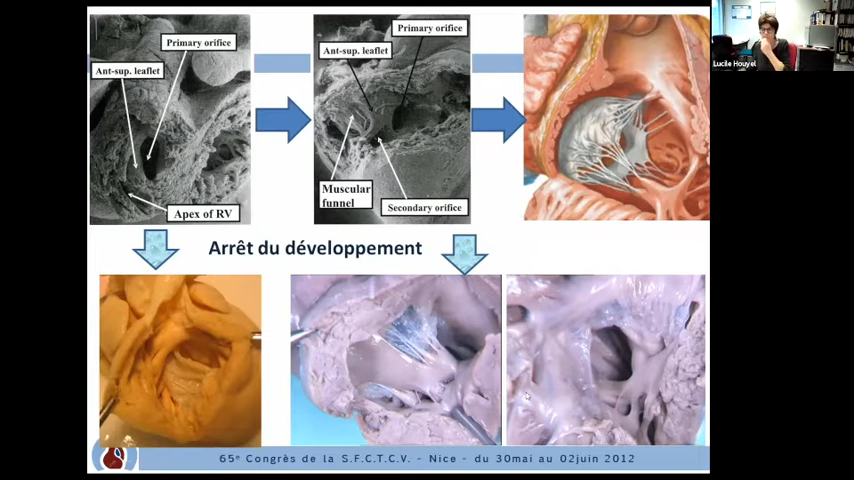 Primary orifice
Ant-sup. leaflet
Apex of RV
Primary orifice
Ant-sup. leaflet
Muscular
funnel
Secondary orifice
Lucile Houyel
Arrêt du développement
65e Congrès de la S.F.C.T.C.V. - Nice - du 30mai au 02juin 2012